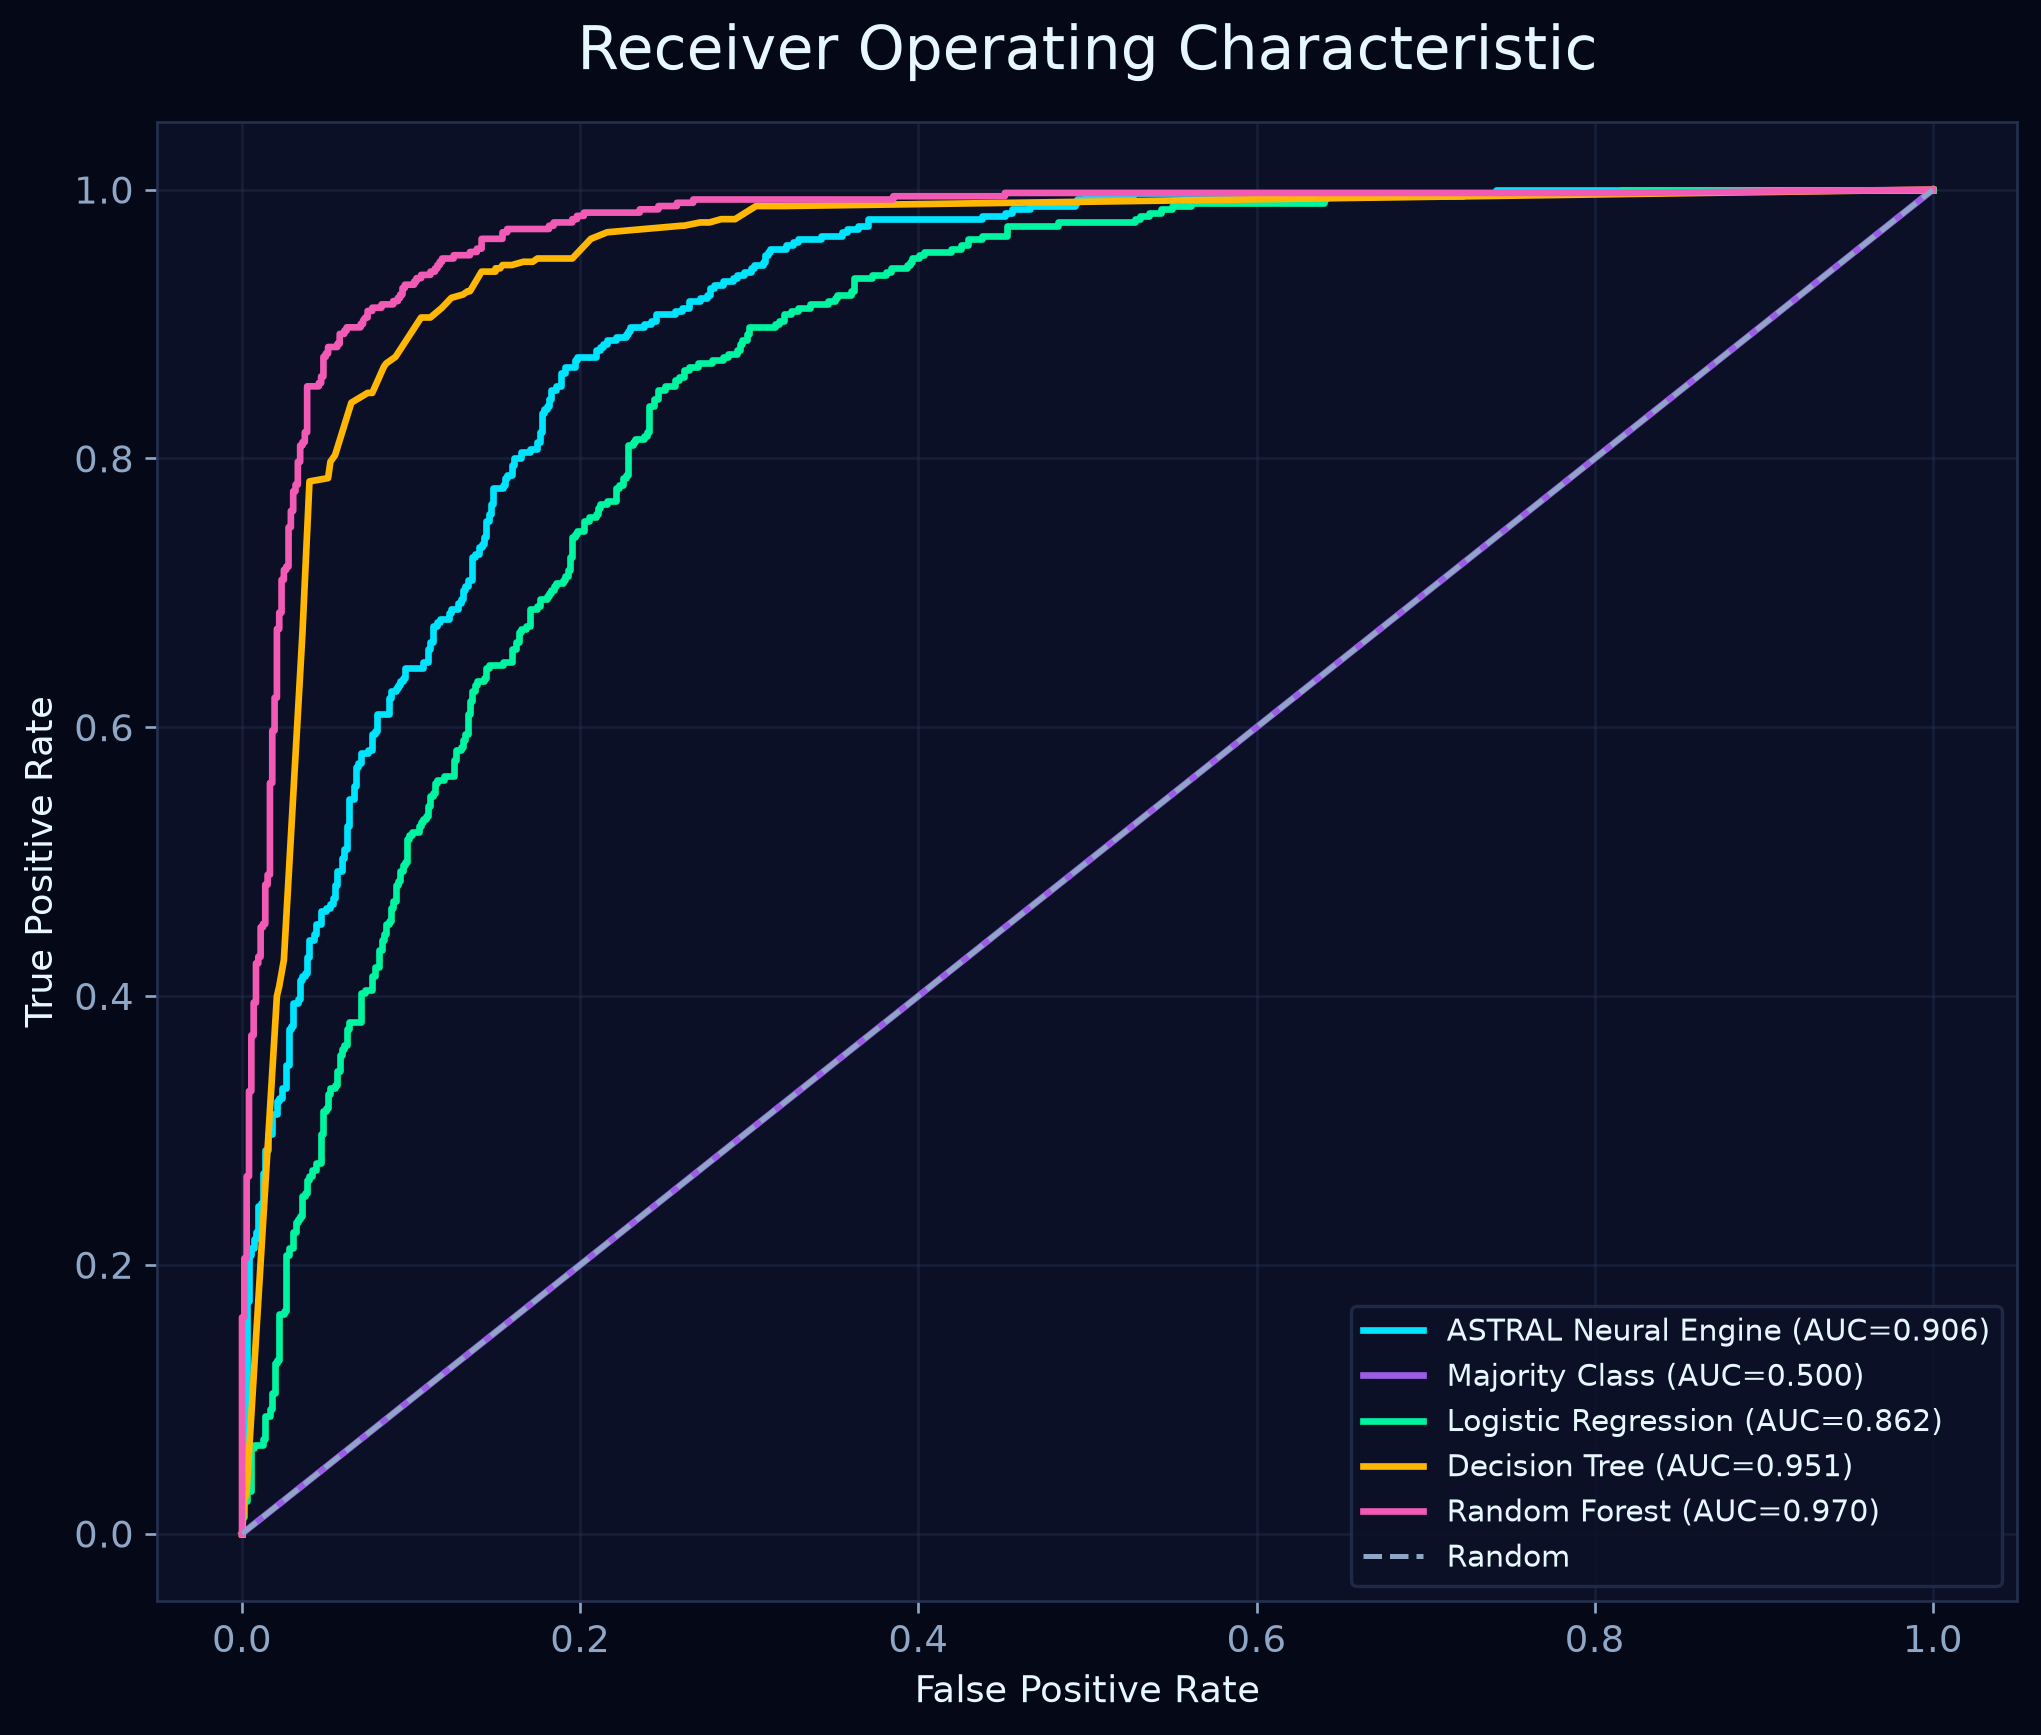 Receiver Operating Characteristic
True Positive Rate
1.0
0.8
0.6
0.4
0.2
0.0
0.0 0.2 0.4 0.6 0.8 1.0
False Positive Rate
ASTRAL Neural Engine (AUC=0.906)
Majority Class (AUC=0.500)
Logistic Regression (AUC=0.862)
Decision Tree (AUC=0.951)
Random Forest (AUC=0.970)
Random